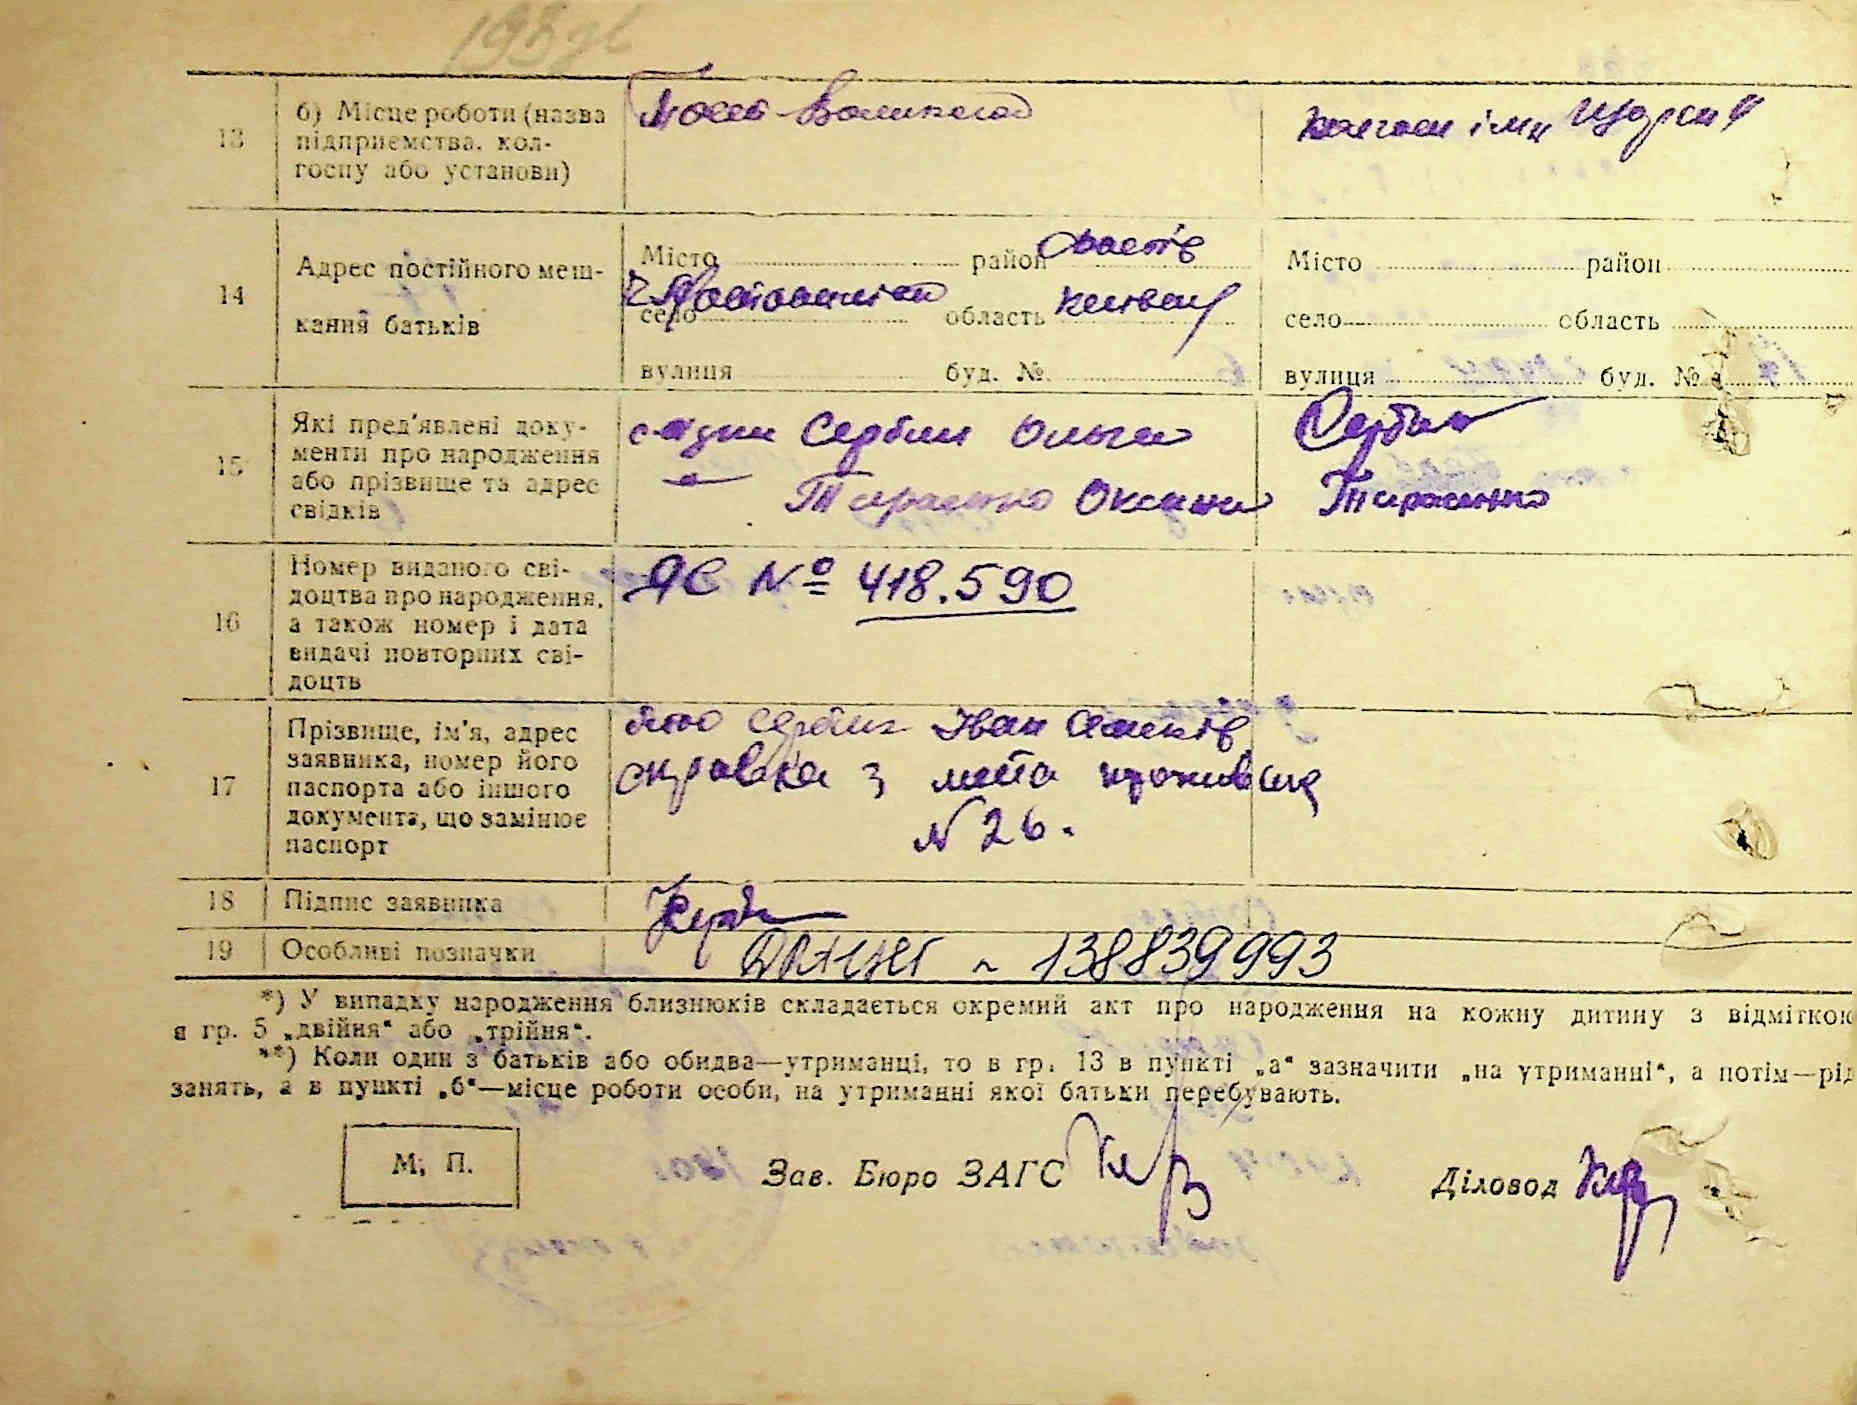 13
б) Місце роботи (назва
підприємства, кол-
госпу або установи)
колгосп імн Щорса
14
Адрес постійного меш-
кання батьків
Місто район Фастів
село область київськ
вулиця буд. №
Місто район
село область
вулиця буд. №
15
Які пред'явлені доку-
менти про народження
або прізвище та адрес
свідків
свідки Сербин Ольга Сербин
Тарасенко Оксана Тарасенко
16
Номер виданого сві-
доцтва про народження,
а також номер і дата
видачі повторних сві-
доцтв
ЯС № 418.590
17
Прізвище, ім'я, адрес
заявника, номер його
паспорта або іншого
документа, що замінює
паспорт
Сербин Іван
справка з места проживания
N 26.
18 Підпис заявника
19 Особливі позначки
138839993
*) У випадку народження близнюків складається окремий акт про народження на кожну дитину з відміткою
в гр. 5 „двійня“ або „трійня“.
**) Коли один з батьків або обидва—утриманці, то в гр. 13 в пункті „а“ зазначити „на утриманні“, а потім—рід
занять, а в пункті „б“—місце роботи особи, на утриманні якої батьки перебувають.
М. П.
Зав. Бюро ЗАГС
Діловод